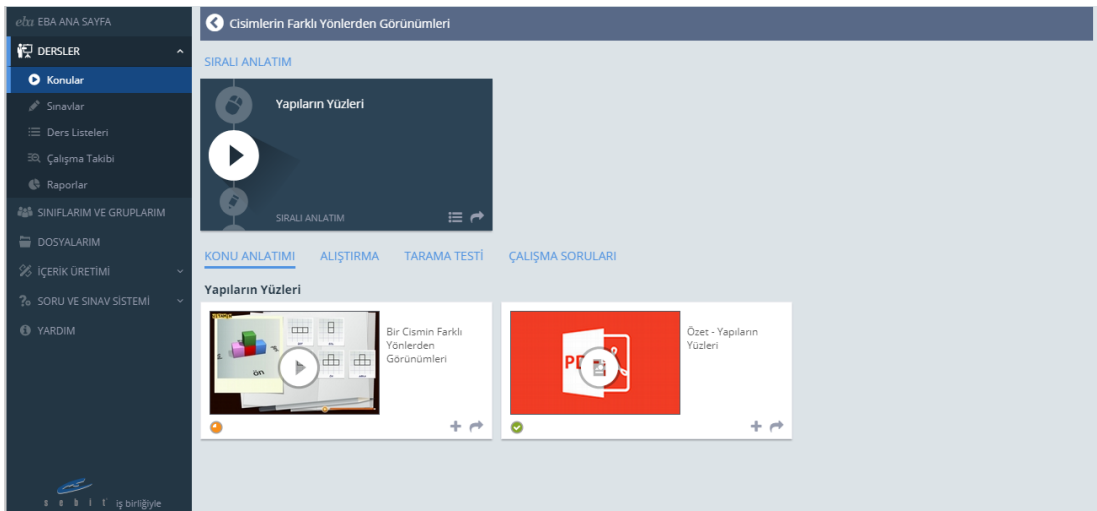 eba EBA ANA SAYFA
DERSLER
Konular
Sınavlar
Ders Listeleri
Çalışma Takibi
Raporlar
SINIFLARIM VE GRUPLARIM
DOSYALARIM
İÇERİK ÜRETİMİ
SORU VE SINAV SİSTEMİ
YARDIM
sebit iş birliğiyle
Cisimlerin Farklı Yönlerden Görünümleri
SIRALI ANLATIM
Yapıların Yüzleri
SIRALI ANLATIM
KONU ANLATIMI ALIŞTIRMA TARAMA TESTİ ÇALIŞMA SORULARI
Yapıların Yüzleri
ön
Bir Cismin Farklı
Yönlerden
Görünümleri
Özet - Yapıların
Yüzleri